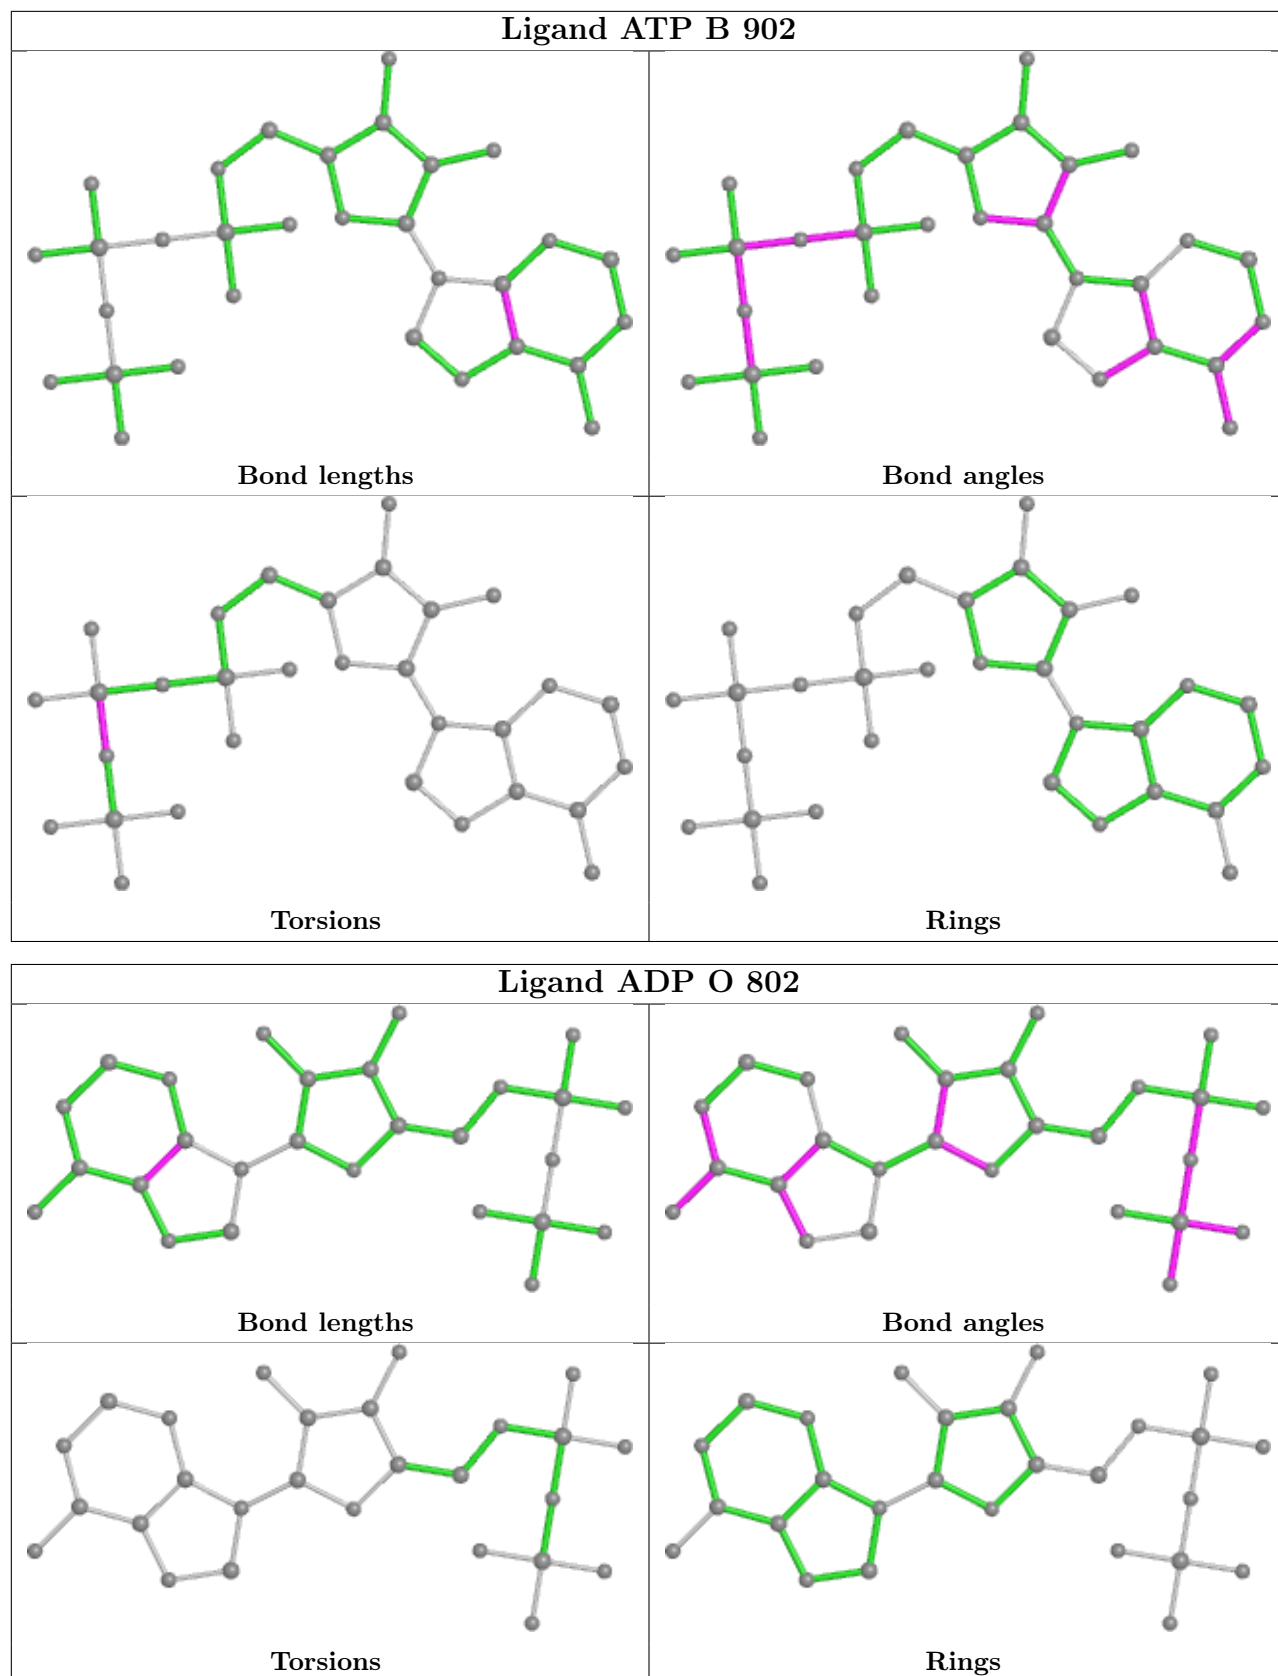 Ligand ATP B 902
Bond lengths
Bond angles
Torsions
Rings
Ligand ADP O 802
Bond lengths
Bond angles
Torsions
Rings